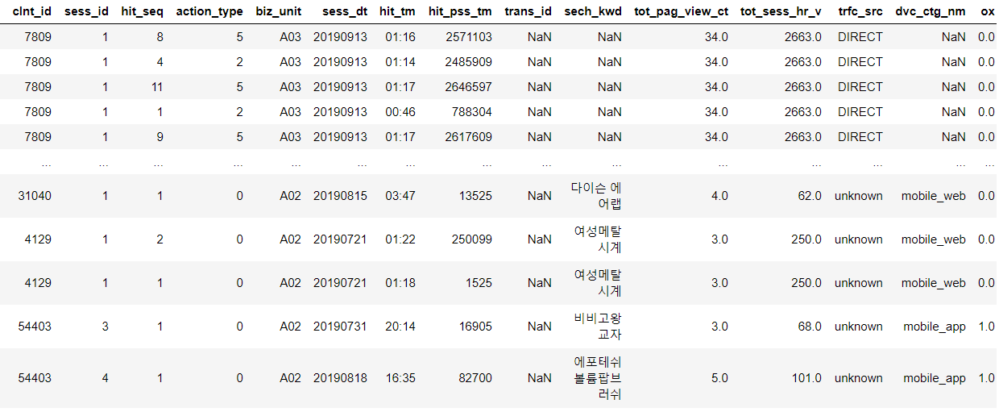 clnt_id sess_id hit_seq action_type biz_unit sess_dt hit_tm hit_pss_tm trans_id sech_kwd tot_pag_view_ct tot_sess_hr_v trfc_src dvc_ctg_nm ox
7809 1 8 5 A03 20190913 01:16 2571103 NaN NaN 34.0 2663.0 DIRECT NaN 0.0
7809 1 4 2 A03 20190913 01:14 2485909 NaN NaN 34.0 2663.0 DIRECT NaN 0.0
7809 1 11 5 A03 20190913 01:17 2646597 NaN NaN 34.0 2663.0 DIRECT NaN 0.0
7809 1 1 2 A03 20190913 00:46 788304 NaN NaN 34.0 2663.0 DIRECT NaN 0.0
7809 1 9 5 A03 20190913 01:17 2617609 NaN NaN 34.0 2663.0 DIRECT NaN 0.0
... ... ... ... ... ... ... ... ... ... ... ... ... ... ...
31040 1 1 0 A02 20190815 03:47 13525 NaN 다이슨 에
어랩 4.0 62.0 unknown mobile_web 0.0
4129 1 2 0 A02 20190721 01:22 250099 NaN 여성메탈
시계 3.0 250.0 unknown mobile_web 0.0
4129 1 1 0 A02 20190721 01:18 1525 NaN 여성메탈
시계 3.0 250.0 unknown mobile_web 0.0
54403 3 1 0 A02 20190731 20:14 16905 NaN 비비고왕
교자 3.0 68.0 unknown mobile_app 1.0
54403 4 1 0 A02 20190818 16:35 82700 NaN 에포테쉬
볼륨팝브
러쉬 5.0 101.0 unknown mobile_app 1.0